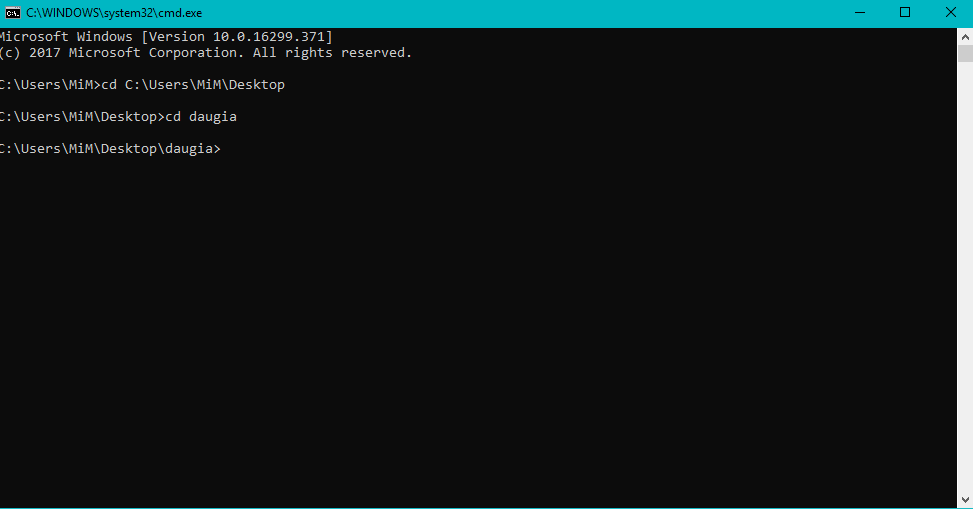 C:\WINDOWS\system32\cmd.exe
Microsoft Windows [Version 10.0.16299.371]
(c) 2017 Microsoft Corporation. All rights reserved.
C:\Users\MiM>cd C:\Users\MiM\Desktop
C:\Users\MiM\Desktop>cd daugia
C:\Users\MiM\Desktop\daugia>